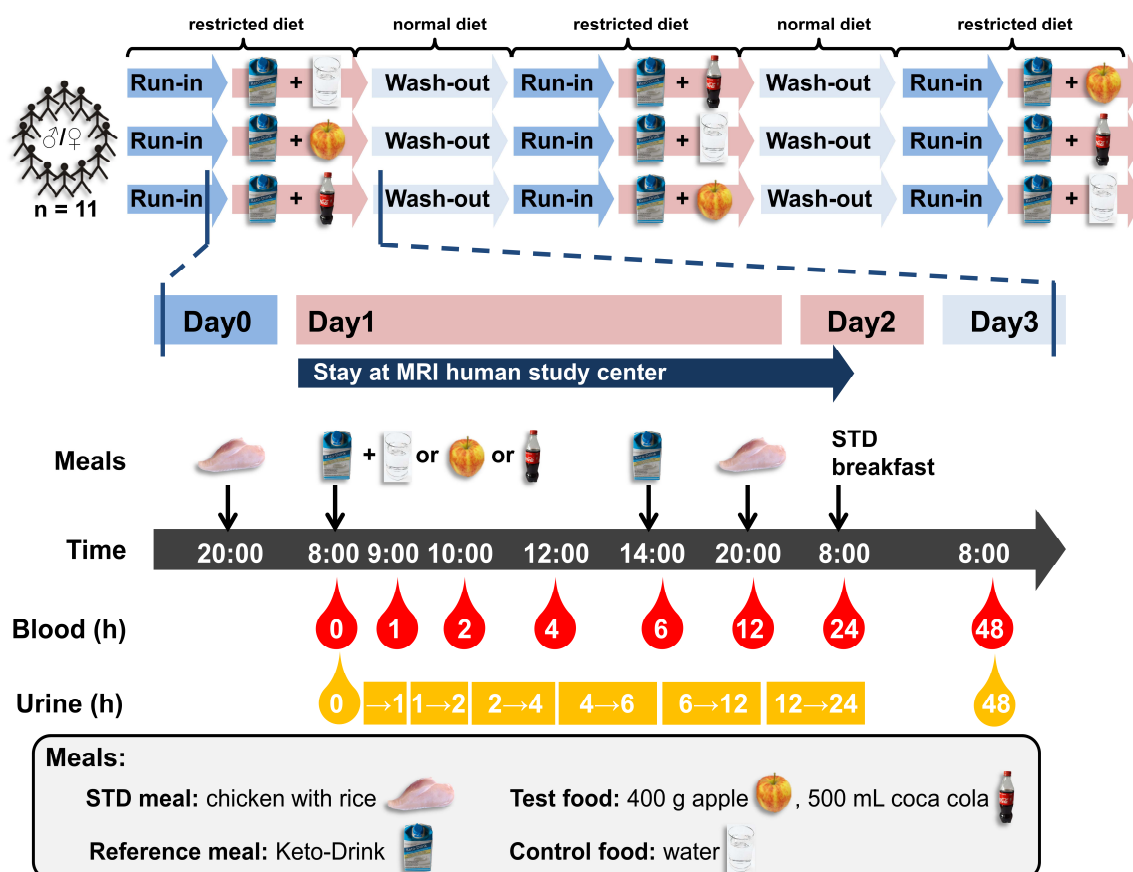 restricted diet normal diet restricted diet normal diet restricted diet
Run-in + Wash-out Run-in + Wash-out Run-in +
♂/♀ Run-in + Wash-out Run-in + Wash-out Run-in +
Run-in + Wash-out Run-in + Wash-out Run-in +
n = 11
Day0 Day1 Day2 Day3
Stay at MRI human study center
Meals + or or STD breakfast
Time 20:00 8:00 9:00 10:00 12:00 14:00 20:00 8:00 8:00
Blood (h) 0 1 2 4 6 12 24 48
Urine (h) 0 →1 1→2 2→4 4→6 6→12 12→24 48
Meals:
STD meal: chicken with rice Test food: 400 g apple , 500 mL coca cola
Reference meal: Keto-Drink Control food: water